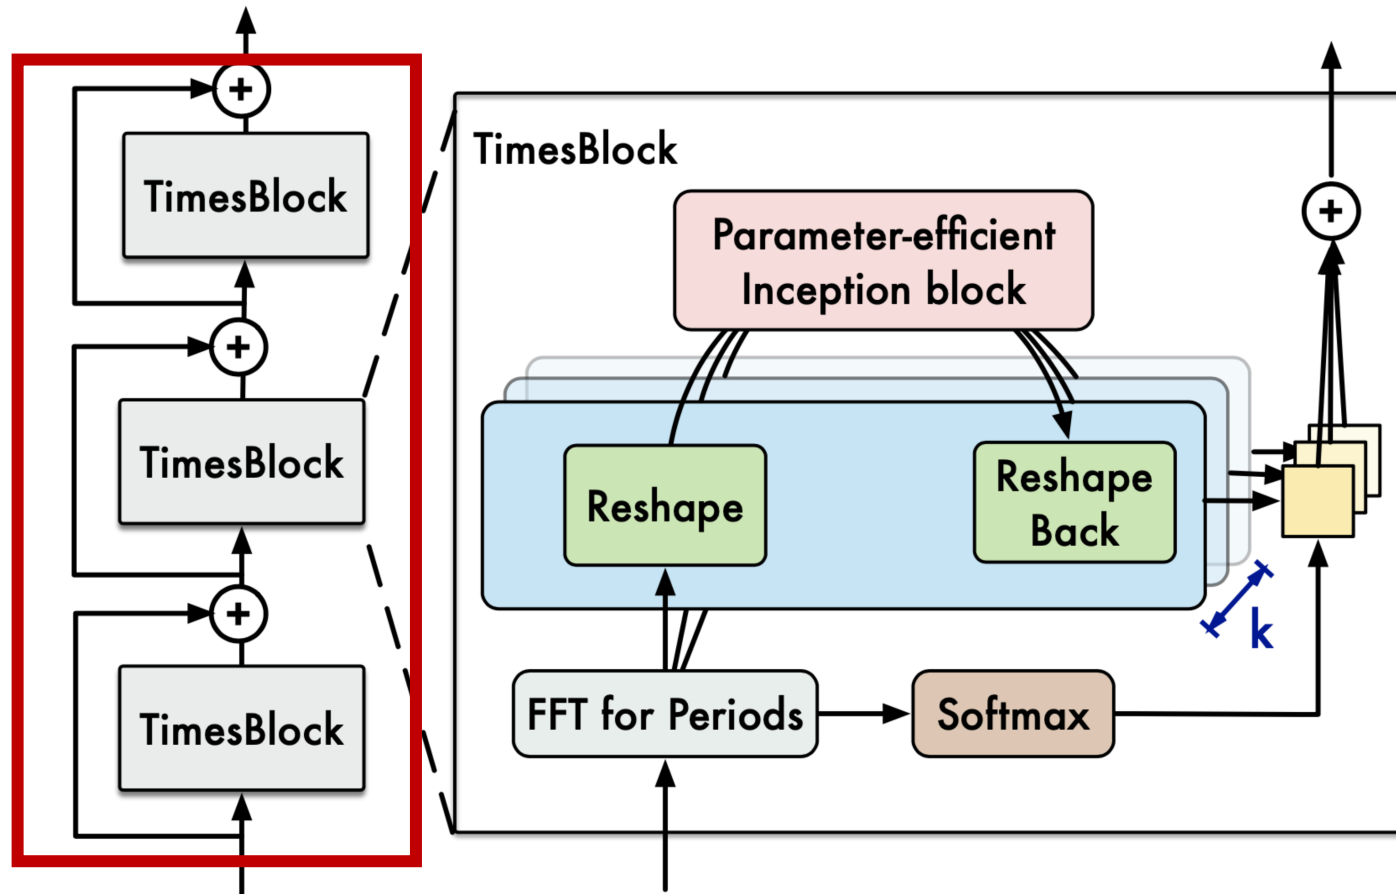 TimesBlock
TimesBlock
TimesBlock
TimesBlock
Parameter-efficient
Inception block
Reshape
Reshape
Back
k
FFT for Periods
Softmax
+
+
+
+